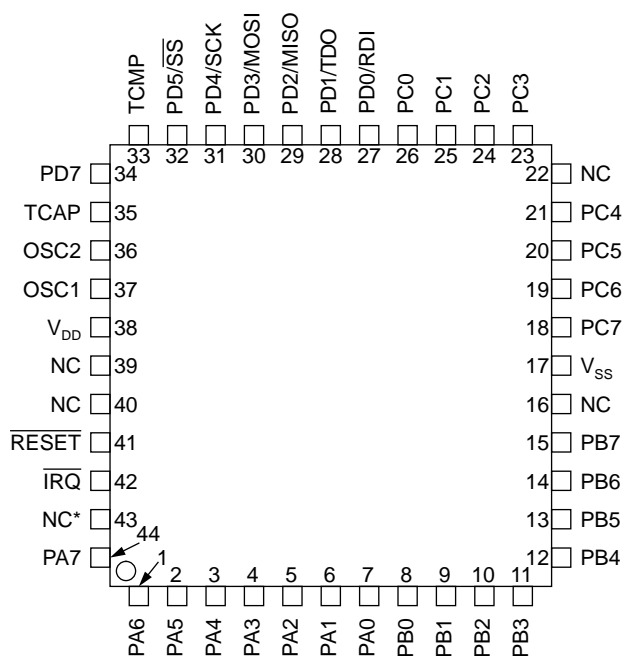 TCMP
PD5/SS
PD4/SCK
PD3/MOSI
PD2/MISO
PD1/TDO
PD0/RDI
PC0
PC1
PC2
PC3
33 32 31 30 29 28 27 26 25 24 23
PD7 34 22 NC
TCAP 35 21 PC4
OSC2 36 20 PC5
OSC1 37 19 PC6
VDD 38 18 PC7
NC 39 17 VSS
NC 40 16 NC
RESET 41 15 PB7
IRQ 42 14 PB6
NC* 43 13 PB5
PA7 44 12 PB4
1 2 3 4 5 6 7 8 9 10 11
PA6
PA5
PA4
PA3
PA2
PA1
PA0
PB0
PB1
PB2
PB3